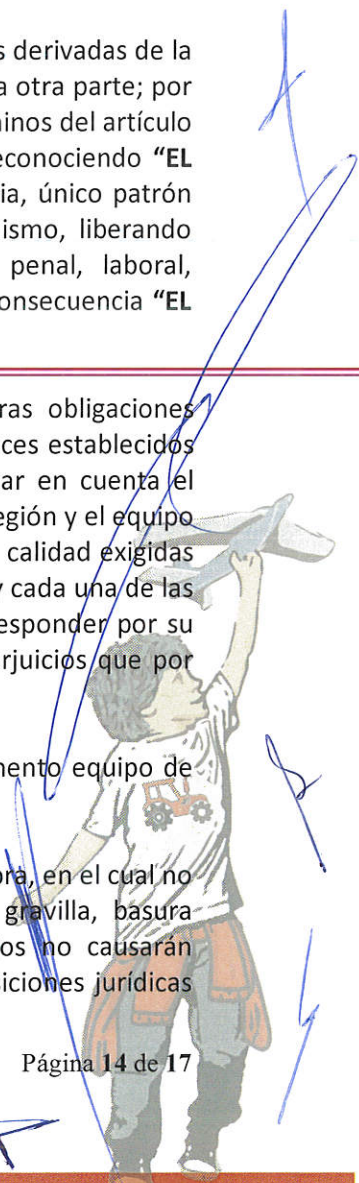 s derivadas de la
a otra parte; por
ninos del artículo
econociendo "EL
ia, único patrón
ismo, liberando
penal, laboral,
onsecuencia "EL
ras obligaciones
ces establecidos
ar en cuenta el
egión y el equipo
calidad exigidas
y cada una de las
esponder por su
rjuicios que por
mento equipo de
bra, en el cual no
gravilla, basura
os no causarán
siciones jurídicas
Página 14 de 17